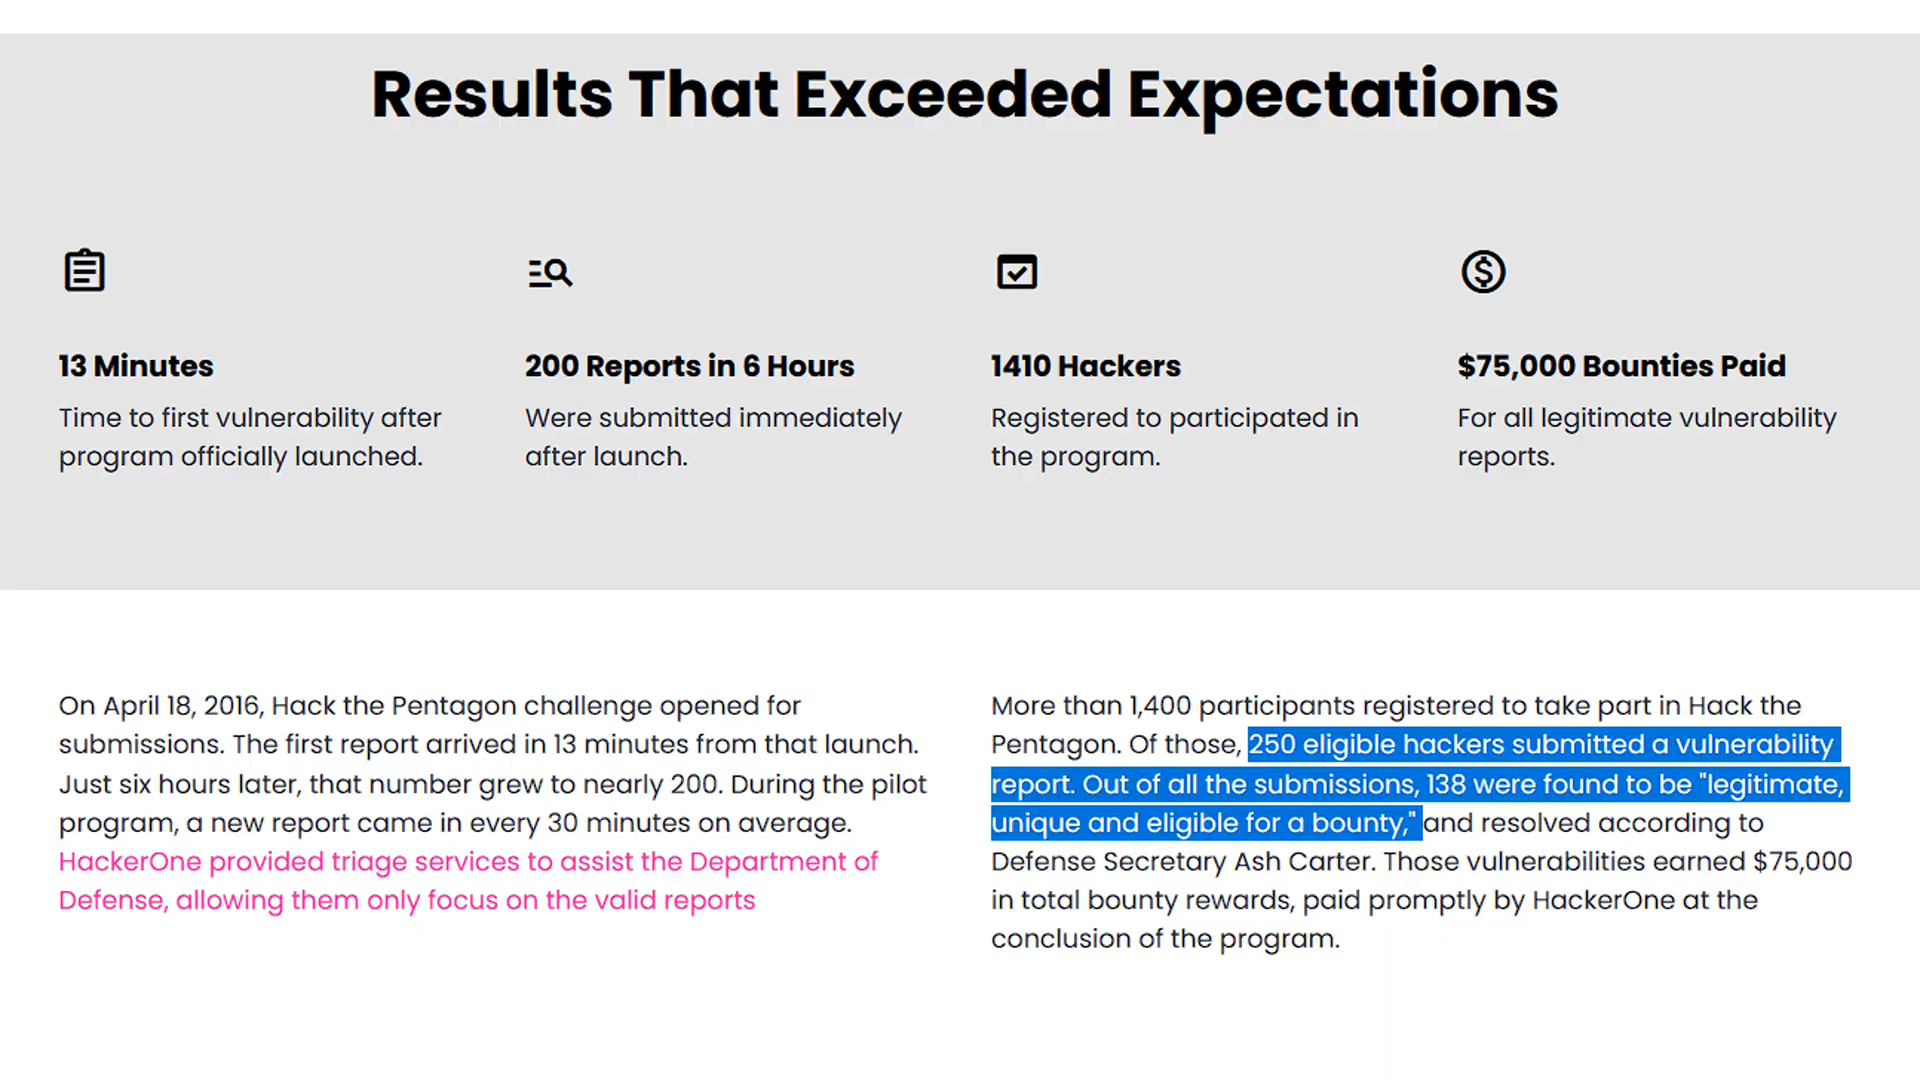 Results That Exceeded Expectations
13 Minutes
Time to first vulnerability after
program officially launched.
200 Reports in 6 Hours
Were submitted immediately
after launch.
1410 Hackers
Registered to participated in
the program.
$75,000 Bounties Paid
For all legitimate vulnerability
reports.
On April 18, 2016, Hack the Pentagon challenge opened for
submissions. The first report arrived in 13 minutes from that launch.
Just six hours later, that number grew to nearly 200. During the pilot
program, a new report came in every 30 minutes on average.
HackerOne provided triage services to assist the Department of
Defense, allowing them only focus on the valid reports
More than 1,400 participants registered to take part in Hack the
Pentagon. Of those, 250 eligible hackers submitted a vulnerability
report. Out of all the submissions, 138 were found to be "legitimate,
unique and eligible for a bounty," and resolved according to
Defense Secretary Ash Carter. Those vulnerabilities earned $75,000
in total bounty rewards, paid promptly by HackerOne at the
conclusion of the program.